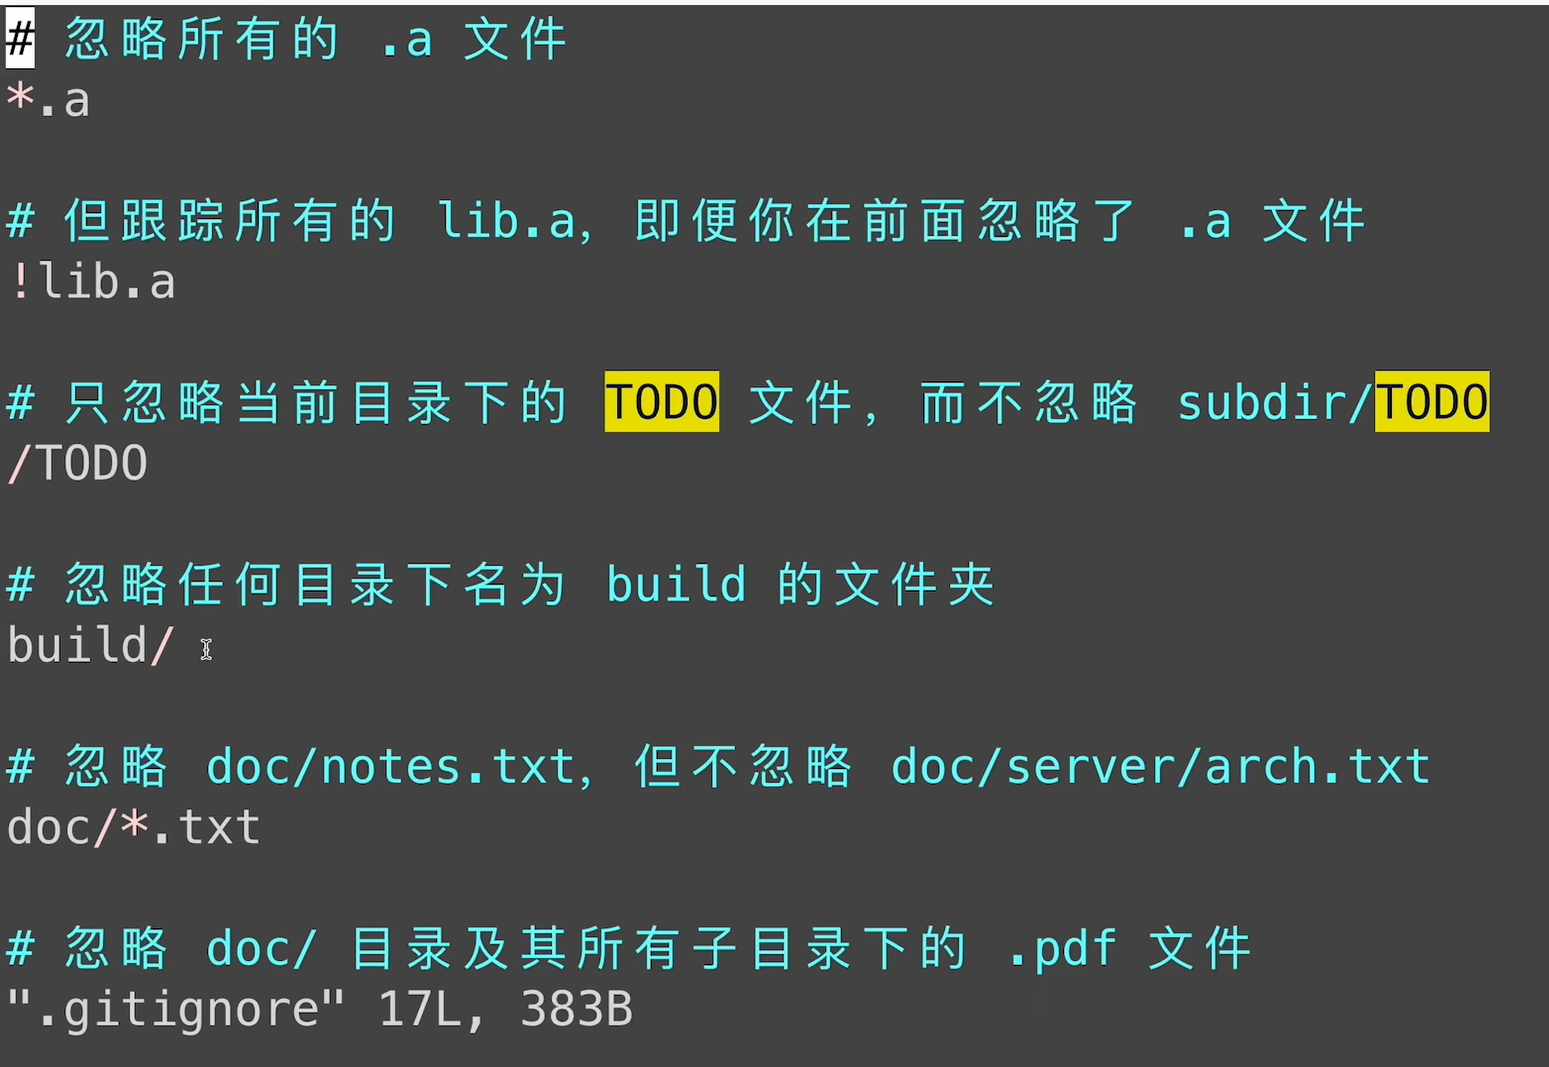 # 忽略所有的 .a 文件
*.a
# 但跟踪所有的 lib.a，即便你在前面忽略了 .a 文件
!lib.a
# 只忽略当前目录下的 TODO 文件，而不忽略 subdir/TODO
/TODO
# 忽略任何目录下名为 build 的文件夹
build/
# 忽略 doc/notes.txt，但不忽略 doc/server/arch.txt
doc/*.txt
# 忽略 doc/ 目录及其所有子目录下的 .pdf 文件
".gitignore" 17L, 383B